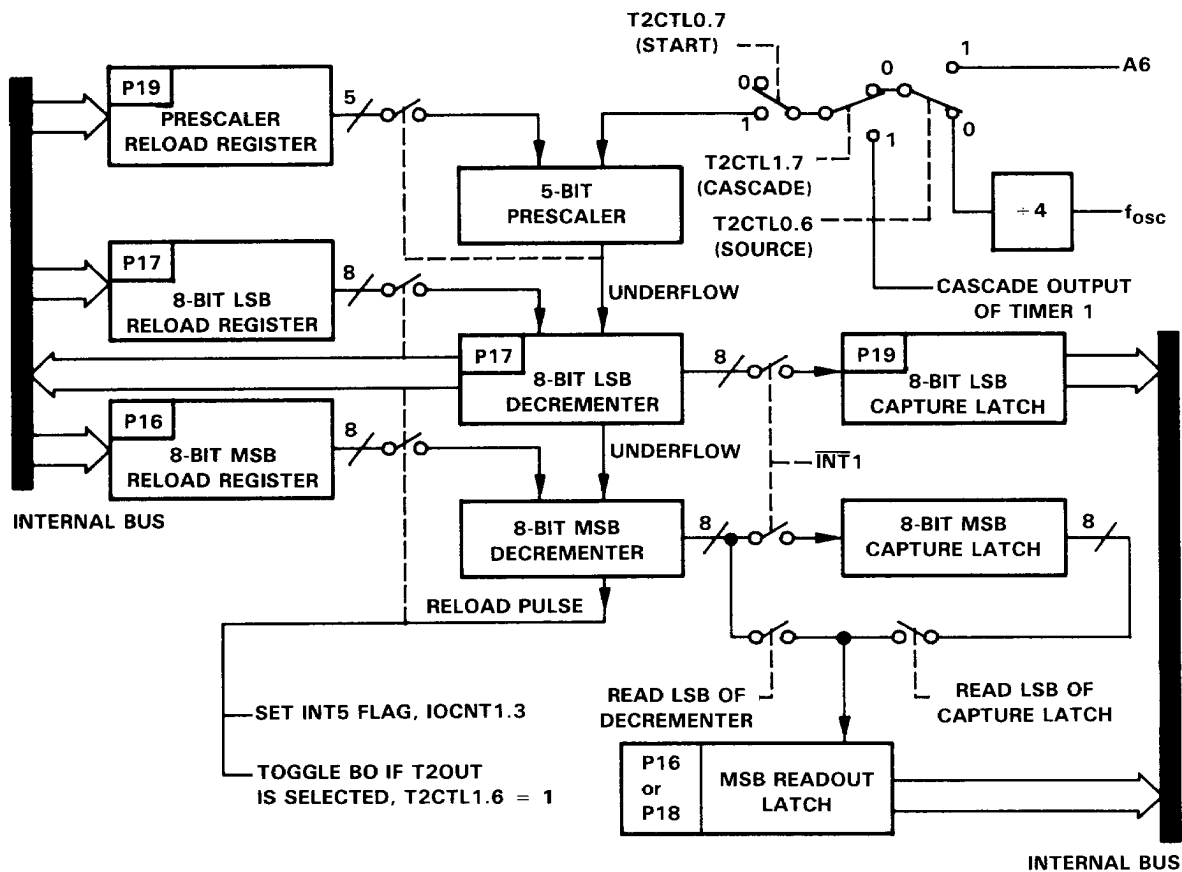 T2CTL0.7
(START)
0
1
0
1
1
0
A6
P19
PRESCALER
RELOAD REGISTER
5
T2CTL1.7
(CASCADE)
5-BIT
PRESCALER
T2CTL0.6
(SOURCE)
÷4
fosc
P17
8-BIT LSB
RELOAD REGISTER
8
UNDERFLOW
CASCADE OUTPUT
OF TIMER 1
P17
8-BIT LSB
DECREMENTER
8
P19
8-BIT LSB
CAPTURE LATCH
P16
8-BIT MSB
RELOAD REGISTER
8
UNDERFLOW
INT1
INTERNAL BUS
8-BIT MSB
DECREMENTER
8
8-BIT MSB
CAPTURE LATCH
8
RELOAD PULSE
READ LSB OF
DECREMENTER
READ LSB OF
CAPTURE LATCH
SET INT5 FLAG, IOCNT1.3
TOGGLE BO IF T2OUT
IS SELECTED, T2CTL1.6 = 1
P16
or
P18
MSB READOUT
LATCH
INTERNAL BUS